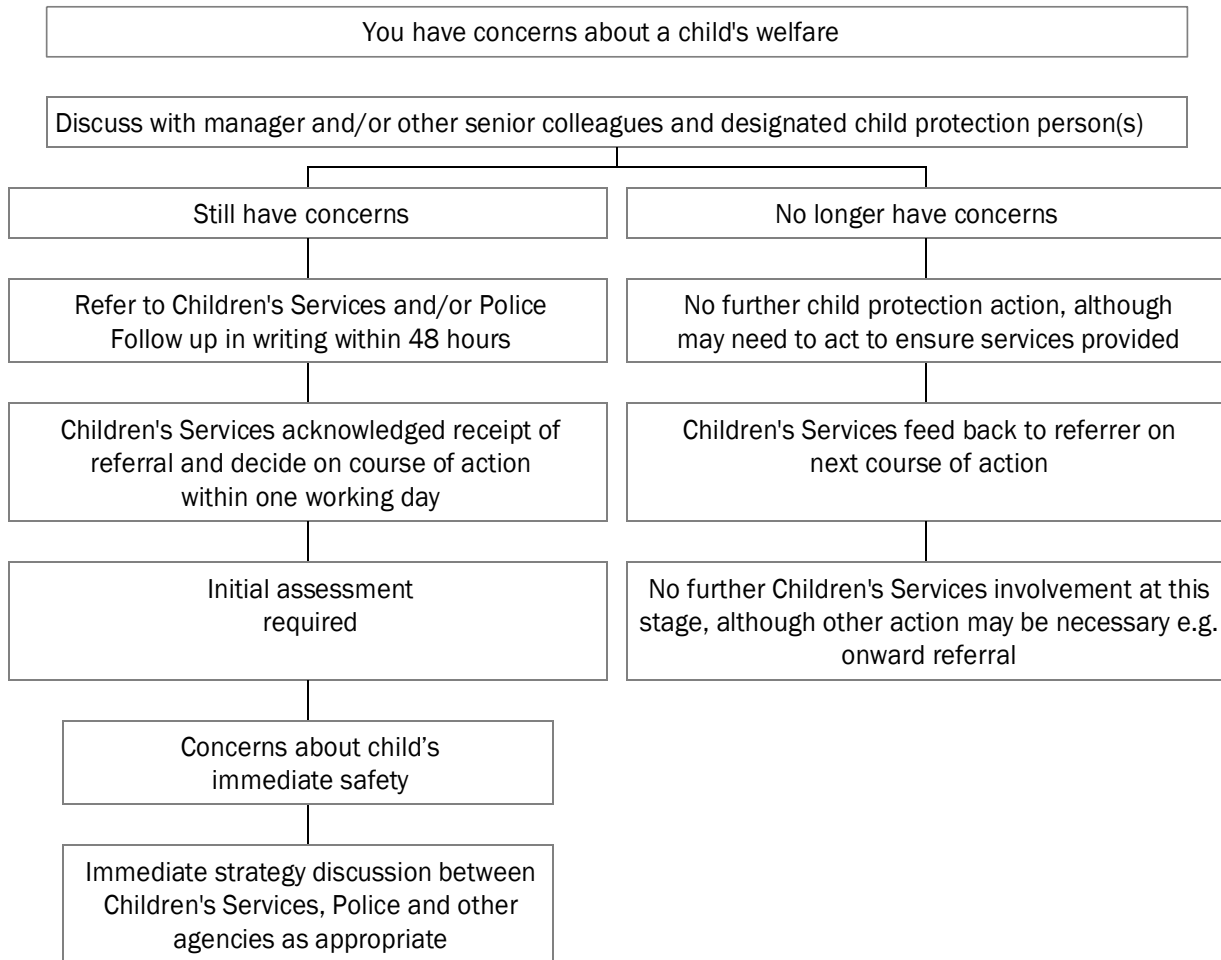 You have concerns about a child's welfare
Discuss with manager and/or other senior colleagues and designated child protection person(s)
Still have concerns
No longer have concerns
Refer to Children's Services and/or Police
Follow up in writing within 48 hours
No further child protection action, although
may need to act to ensure services provided
Children's Services acknowledged receipt of
referral and decide on course of action
within one working day
Children's Services feed back to referrer on
next course of action
Initial assessment
required
No further Children's Services involvement at this
stage, although other action may be necessary e.g.
onward referral
Concerns about child’s
immediate safety
Immediate strategy discussion between
Children's Services, Police and other
agencies as appropriate